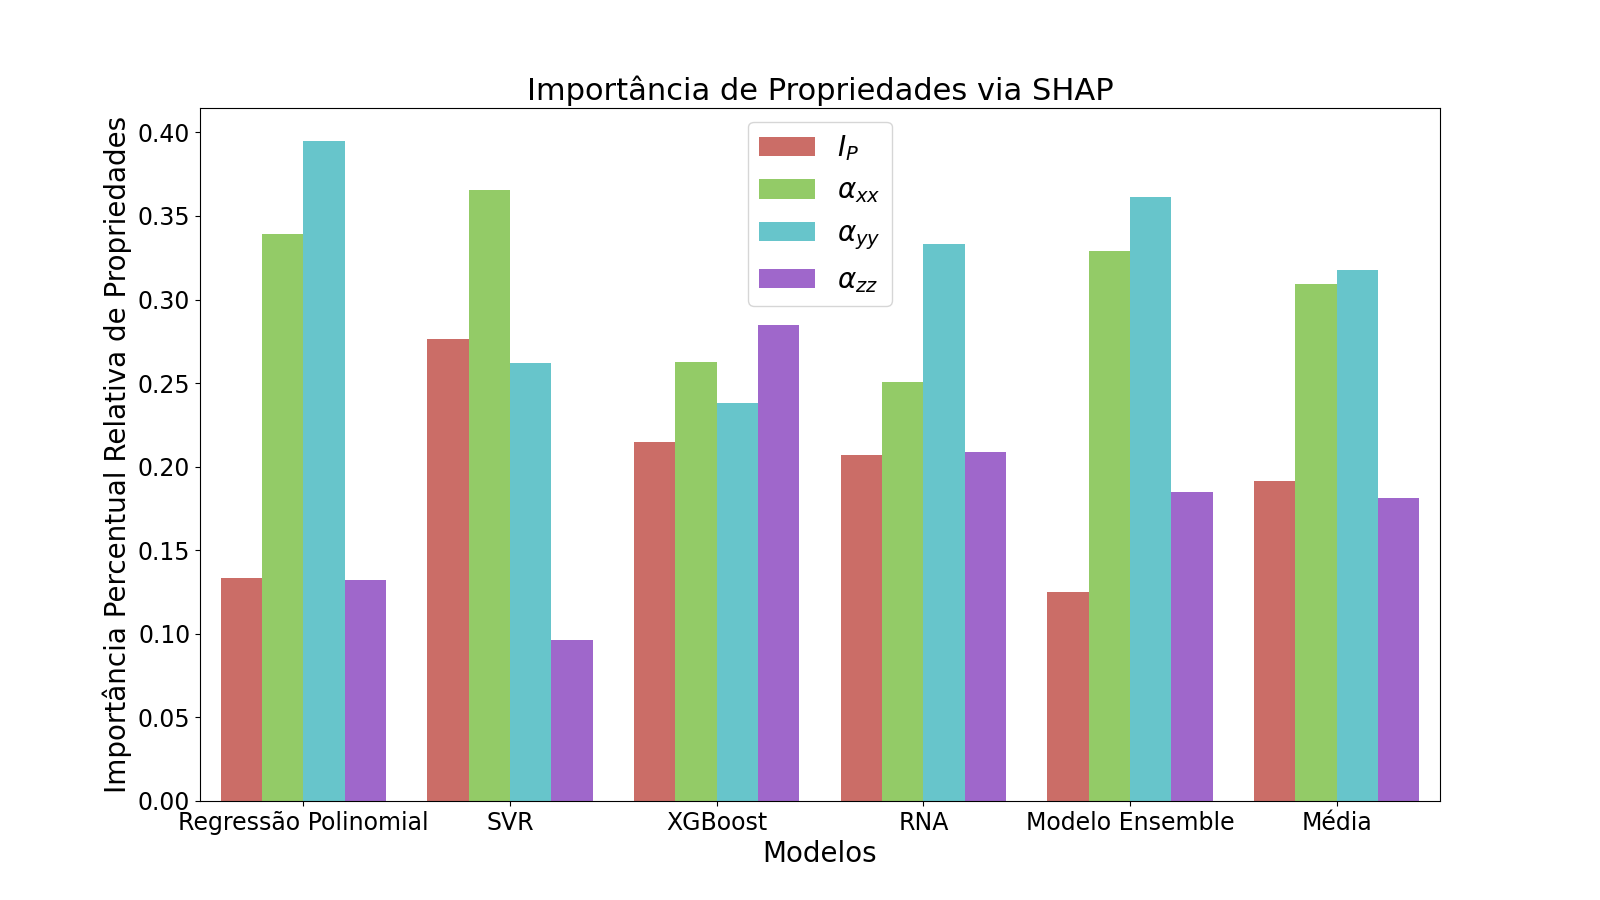 Importância de Propriedades via SHAP
Importância Percentual Relativa de Propriedades
0.40
0.35
0.30
0.25
0.20
0.15
0.10
0.05
0.00
I_P
α_xx
α_yy
α_zz
Regressão Polinomial SVR XGBoost RNA Modelo Ensemble Média
Modelos